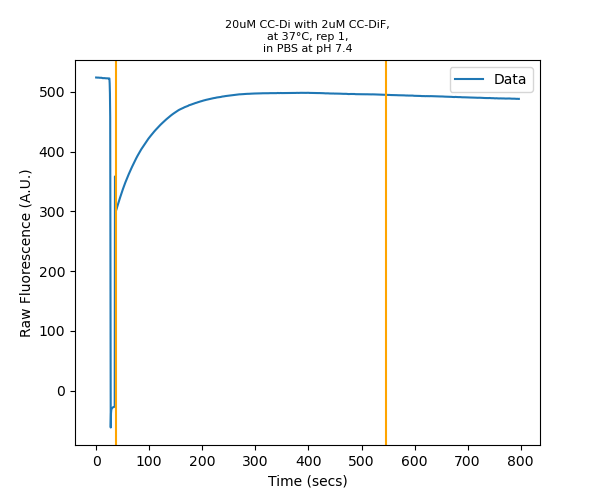 20uM CC-Di with 2uM CC-DiF,
at 37°C, rep 1,
in PBS at pH 7.4
Data
500
400
300
200
100
0
Raw Fluorescence (A.U.)
0 100 200 300 400 500 600 700 800
Time (secs)